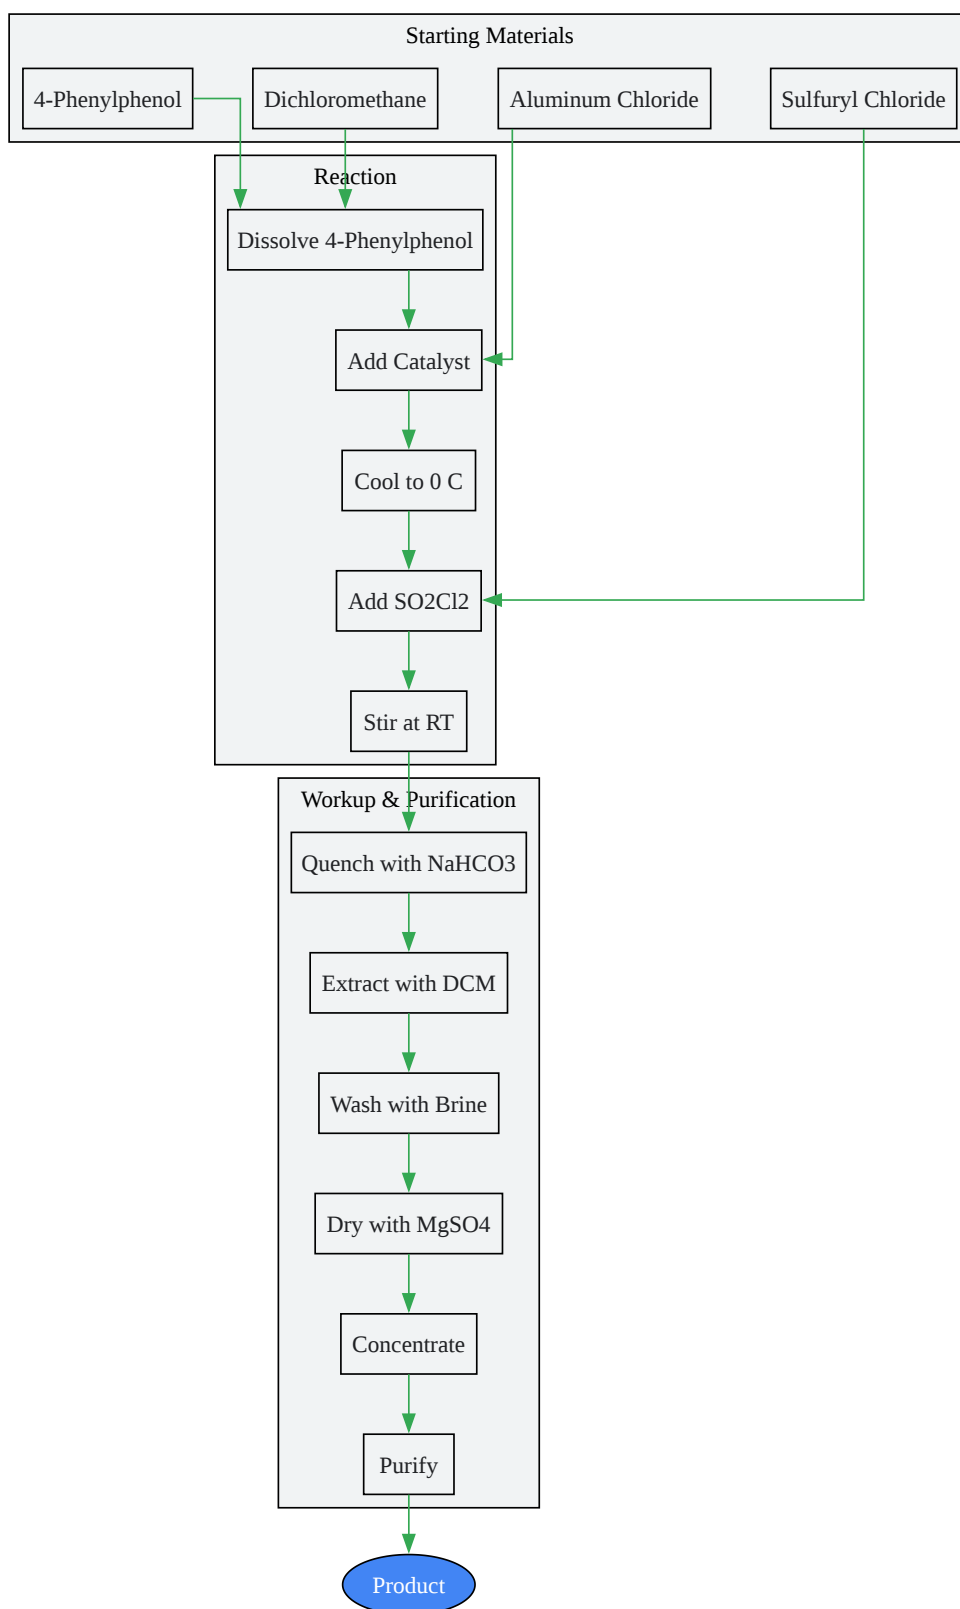 Starting Materials
4-Phenylphenol
Dichloromethane
Aluminum Chloride
Sulfuryl Chloride
Reaction
Dissolve 4-Phenylphenol
Add Catalyst
Cool to 0 C
Add SO2Cl2
Stir at RT
Workup & Purification
Quench with NaHCO3
Extract with DCM
Wash with Brine
Dry with MgSO4
Concentrate
Purify
Product